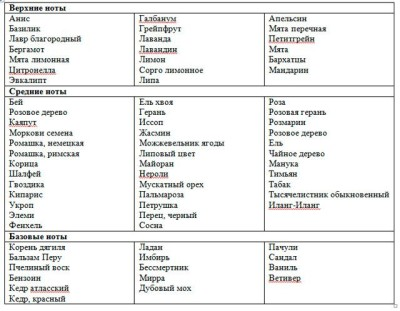 Верхние ноты
Анис
Базилик
Лавр благородный
Бергамот
Мята лимонная
Цитронелла
Эвкалипт
Галбанум
Грейпфрут
Лаванда
Лавандин
Лимон
Сорго лимонное
Липа
Апельсин
Мята перечная
Петитгрейн
Мята
Бархатцы
Мандарин
Средние ноты
Бей
Розовое дерево
Каяпут
Моркови семена
Ромашка, немецкая
Ромашка, римская
Корица
Шалфей
Гвоздика
Кипарис
Укроп
Элеми
Фенхель
Ель хвоя
Герань
Иссоп
Жасмин
Можжевельник ягоды
Липовый цвет
Майоран
Нероли
Мускатный орех
Пальмароза
Петрушка
Перец, черный
Сосна
Роза
Розовая герань
Розмарин
Розовое дерево
Ель
Чайное дерево
Манука
Тимьян
Табак
Тысячелистник обыкновенный
Иланг-Иланг
Базовые ноты
Корень дягиля
Бальзам Перу
Пчелиный воск
Бензоин
Кедр атласский
Кедр, красный
Ладан
Имбирь
Бессмертник
Мирра
Дубовый мох
Пачули
Сандал
Ваниль
Ветивер